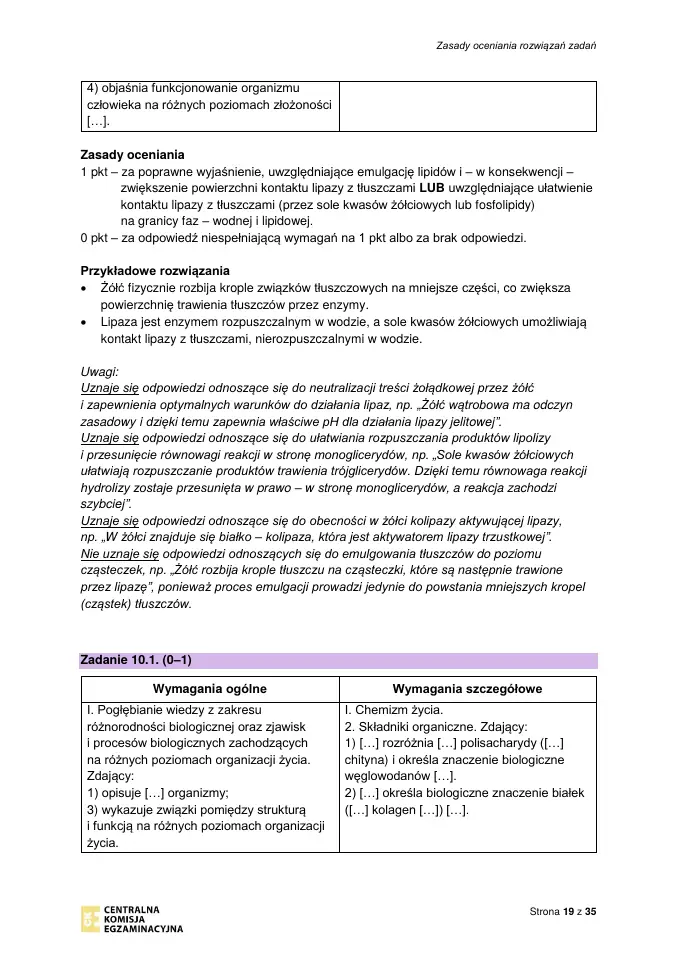 Zasady oceniania rozwiązań zadań
4) objaśnia funkcjonowanie organizmu
człowieka na różnych poziomach złożoności
[…].
Zasady oceniania
1 pkt – za poprawne wyjaśnienie, uwzględniające emulgację lipidów i – w konsekwencji –
zwiększenie powierzchni kontaktu lipazy z tłuszczami LUB uwzględniające ułatwienie
kontaktu lipazy z tłuszczami (przez sole kwasów żółciowych lub fosfolipidy)
na granicy faz – wodnej i lipidowej.
0 pkt – za odpowiedź niespełniającą wymagań na 1 pkt albo za brak odpowiedzi.
Przykładowe rozwiązania
• Żółć fizycznie rozbija krople związków tłuszczowych na mniejsze części, co zwiększa
powierzchnię trawienia tłuszczów przez enzymy.
• Lipaza jest enzymem rozpuszczalnym w wodzie, a sole kwasów żółciowych umożliwiają
kontakt lipazy z tłuszczami, nierozpuszczalnymi w wodzie.
Uwagi:
Uznaje się odpowiedzi odnoszące się do neutralizacji treści żołądkowej przez żółć
i zapewnienia optymalnych warunków do działania lipaz, np. „Żółć wątrobowa ma odczyn
zasadowy i dzięki temu zapewnia właściwe pH dla działania lipazy jelitowej”.
Uznaje się odpowiedzi odnoszące się do ułatwiania rozpuszczania produktów lipolizy
i przesunięcie równowagi reakcji w stronę monoglicerydów, np. „Sole kwasów żółciowych
ułatwiają rozpuszczanie produktów trawienia trójglicerydów. Dzięki temu równowaga reakcji
hydrolizy zostaje przesunięta w prawo – w stronę monoglicerydów, a reakcja zachodzi
szybciej”.
Uznaje się odpowiedzi odnoszące się do obecności w żółci kolipazy aktywującej lipazy,
np. „W żółci znajduje się białko – kolipaza, która jest aktywatorem lipazy trzustkowej”.
Nie uznaje się odpowiedzi odnoszących się do emulgowania tłuszczów do poziomu
cząsteczek, np. „Żółć rozbija krople tłuszczu na cząsteczki, które są następnie trawione
przez lipazę”, ponieważ proces emulgacji prowadzi jedynie do powstania mniejszych kropel
(cząstek) tłuszczów.
Zadanie 10.1. (0–1)
Wymagania ogólne
I. Pogłębianie wiedzy z zakresu
różnorodności biologicznej oraz zjawisk
i procesów biologicznych zachodzących
na różnych poziomach organizacji życia.
Zdający:
1) opisuje […] organizmy;
3) wykazuje związki pomiędzy strukturą
i funkcją na różnych poziomach organizacji
życia.
Wymagania szczegółowe
I. Chemizm życia.
2. Składniki organiczne. Zdający:
1) […] rozróżnia […] polisacharydy ([…]
chityna) i określa znaczenie biologiczne
węglowodanów […].
2) […] określa biologiczne znaczenie białek
([…] kolagen […]) […].
CKE
CENTRALNA
KOMISJA
EGZAMINACYJNA
Strona 19 z 35